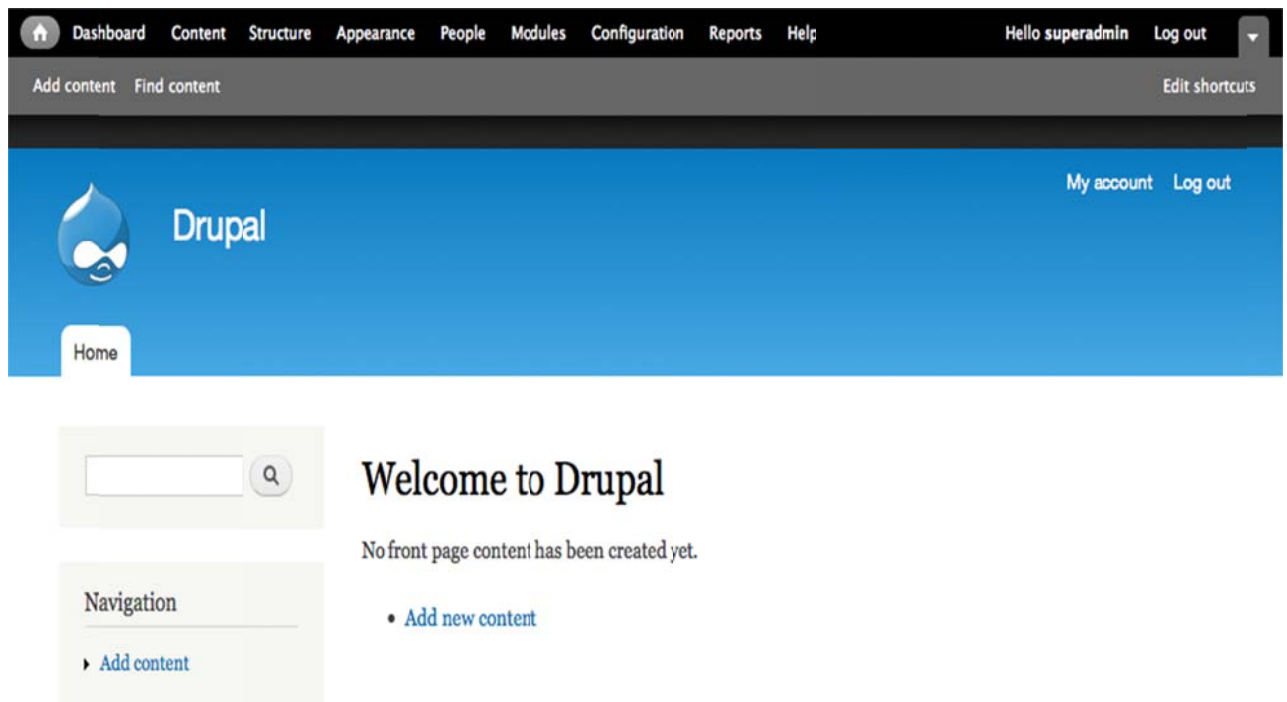 Dashboard Content Structure Appearance People Modules Configuration Reports Help Hello superadmin Log out
Add content Find content Edit shortcuts
My account Log out
Drupal
Home
Welcome to Drupal
No front page content has been created yet.
Navigation
• Add new content
Add content